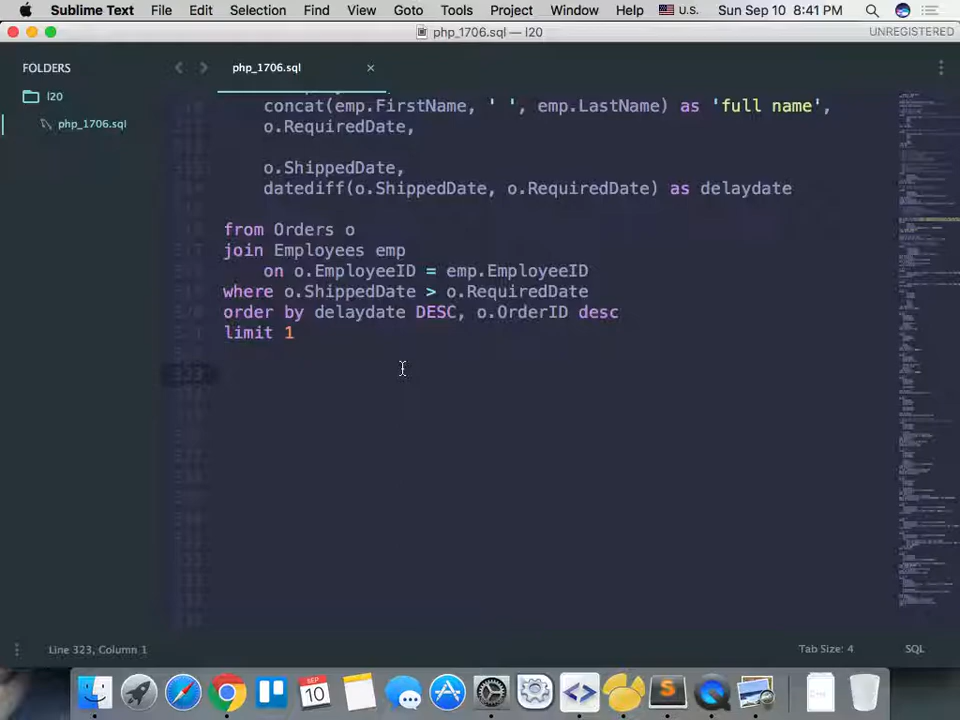 Sublime Text File Edit Selection Find View Goto Tools Project Window Help U.S. Sun Sep 10 8:41 PM
php_1706.sql — l20 UNREGISTERED
FOLDERS
l20
php_1706.sql
php_1706.sql ×
concat(emp.FirstName, ' ', emp.LastName) as 'full name',
o.RequiredDate,
o.ShippedDate,
datediff(o.ShippedDate, o.RequiredDate) as delaydate
from Orders o
join Employees emp
on o.EmployeeID = emp.EmployeeID
where o.ShippedDate > o.RequiredDate
order by delaydate DESC, o.OrderID desc
limit 1
323
Line 323, Column 1 Tab Size: 4 SQL
SEP
10